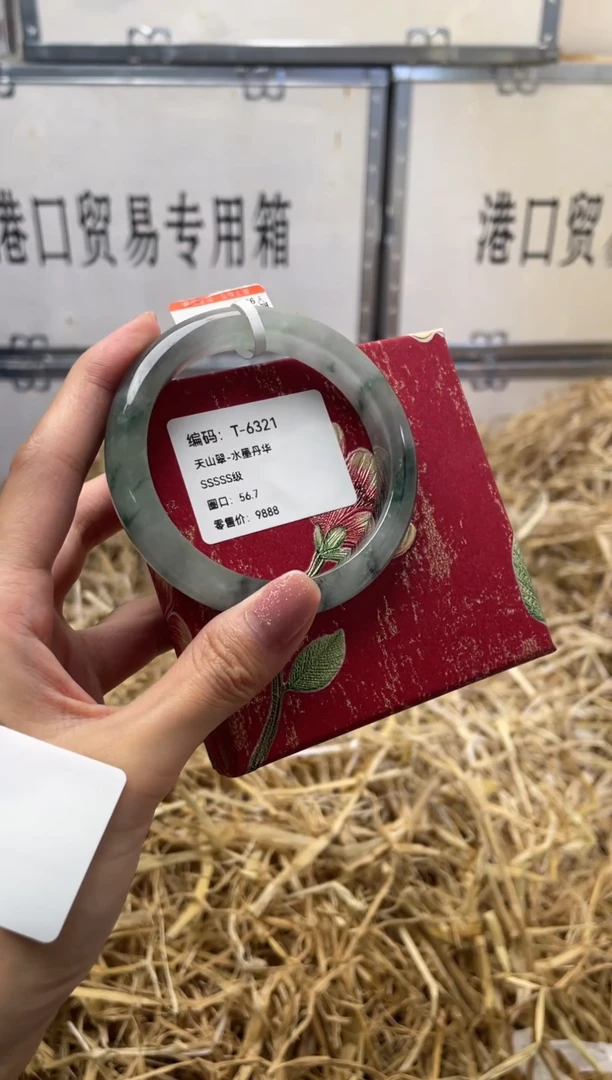 港口贸易专用箱
港口贸
编码: T-6321
天山翠-水墨丹华
SSSSS级
圈口: 56.7
零售价: 9888